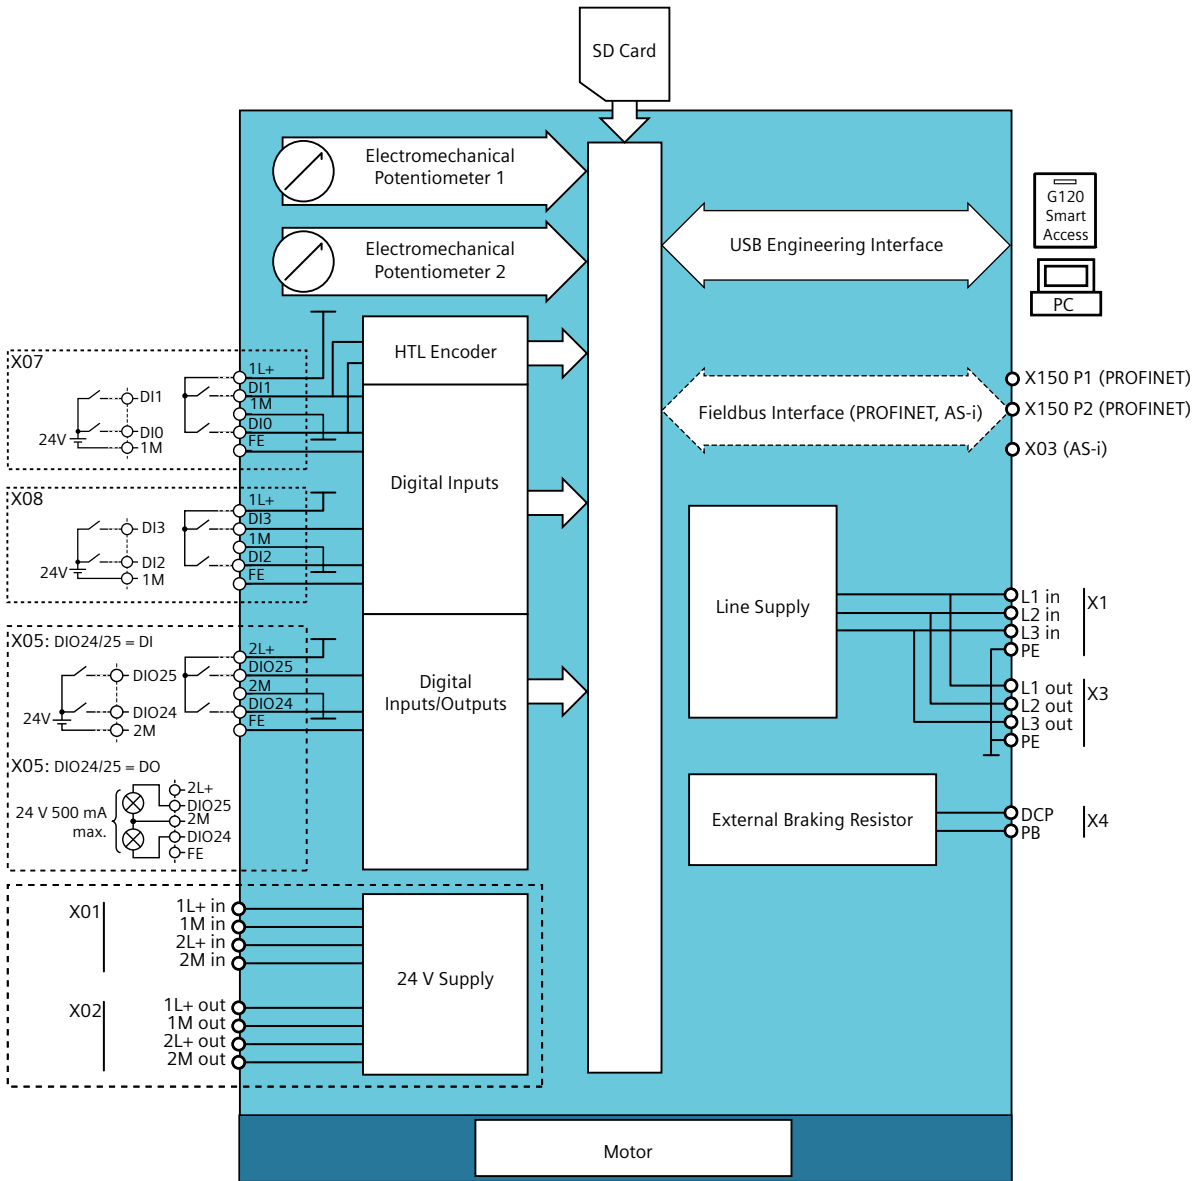 SD Card
Electromechanical
Potentiometer 1
Electromechanical
Potentiometer 2
USB Engineering Interface
G120
Smart
Access
PC
HTL Encoder
X07
DI1
DI0
24V
1M
1L+
DI1
1M
DI0
FE
Fieldbus Interface (PROFINET, AS-i)
X150 P1 (PROFINET)
X150 P2 (PROFINET)
X03 (AS-i)
Digital Inputs
X08
DI3
DI2
24V
1M
1L+
DI3
1M
DI2
FE
Line Supply
L1 in
L2 in
L3 in
PE
X1
L1 out
L2 out
L3 out
PE
X3
X05: DIO24/25 = DI
DIO25
DIO24
24V
2M
2L+
DIO25
2M
DIO24
FE
Digital
Inputs/Outputs
X05: DIO24/25 = DO
24 V 500 mA
max.
2L+
DIO25
2M
DIO24
FE
External Braking Resistor
DCP
PB
X4
X01
1L+ in
1M in
2L+ in
2M in
24 V Supply
X02
1L+ out
1M out
2L+ out
2M out
Motor